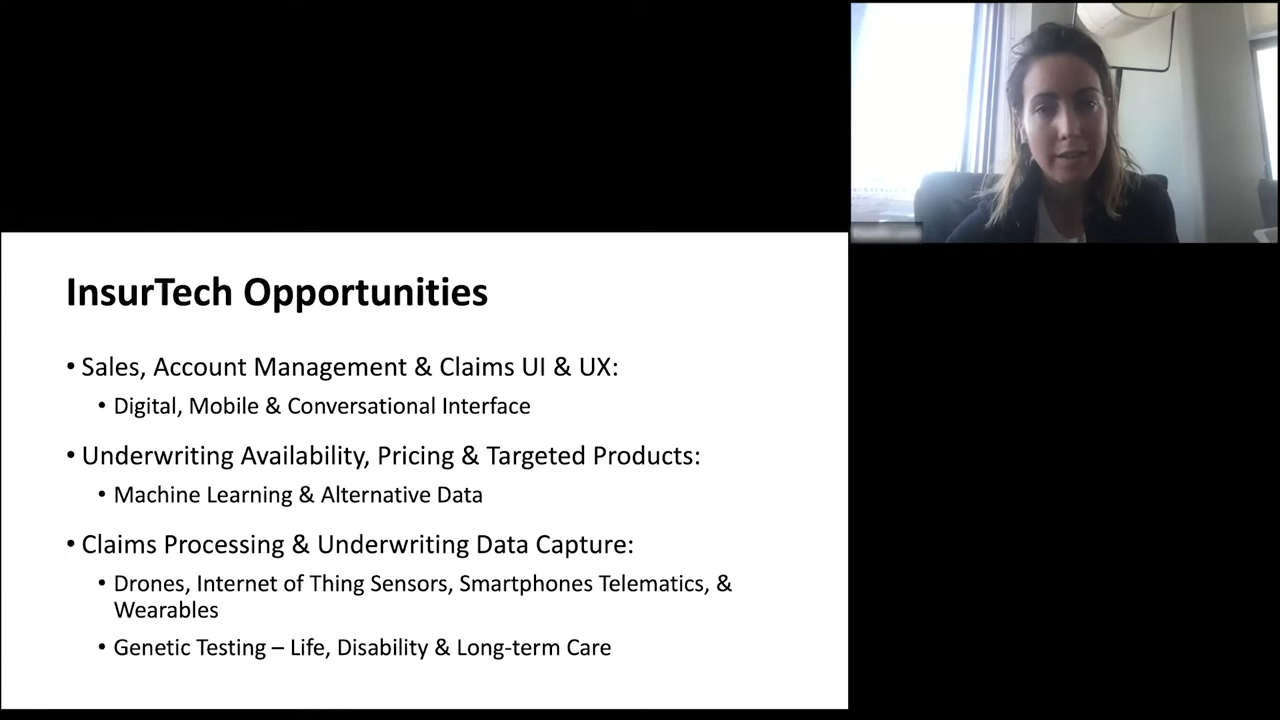 InsurTech Opportunities
• Sales, Account Management & Claims UI & UX:
• Digital, Mobile & Conversational Interface
• Underwriting Availability, Pricing & Targeted Products:
• Machine Learning & Alternative Data
• Claims Processing & Underwriting Data Capture:
• Drones, Internet of Thing Sensors, Smartphones Telematics, &
Wearables
• Genetic Testing – Life, Disability & Long-term Care